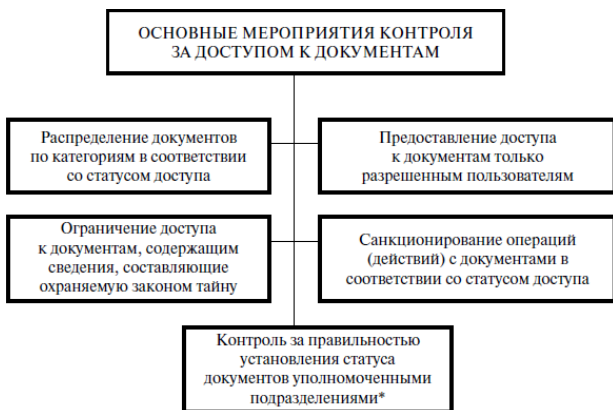 ОСНОВНЫЕ МЕРОПРИЯТИЯ КОНТРОЛЯ
ЗА ДОСТУПОМ К ДОКУМЕНТАМ
Распределение документов
по категориям в соответствии
со статусом доступа
Предоставление доступа
к документам только
разрешенным пользователям
Ограничение доступа
к документам, содержащим
сведения, составляющие
охраняемую законом тайну
Санкционирование операций
(действий) с документами в
соответствии со статусом доступа
Контроль за правильностью
установления статуса
документов уполномоченными
подразделениями*